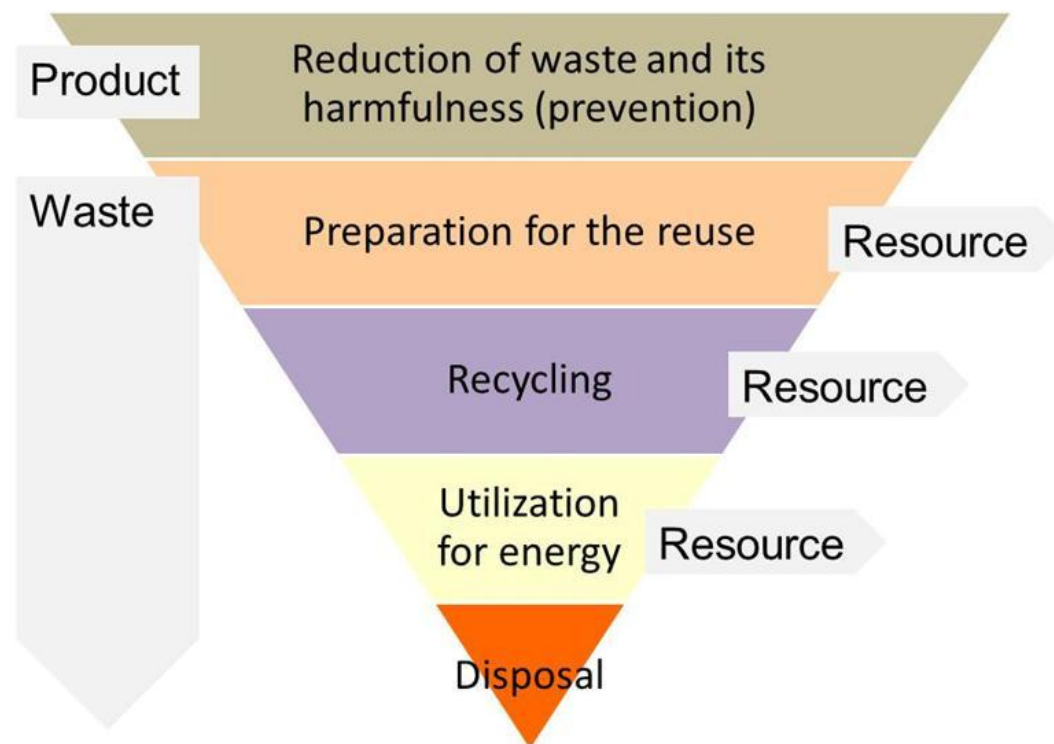 Product
Reduction of waste and its
harmfulness (prevention)
Waste
Preparation for the reuse
Resource
Recycling
Resource
Utilization
for energy
Resource
Disposal